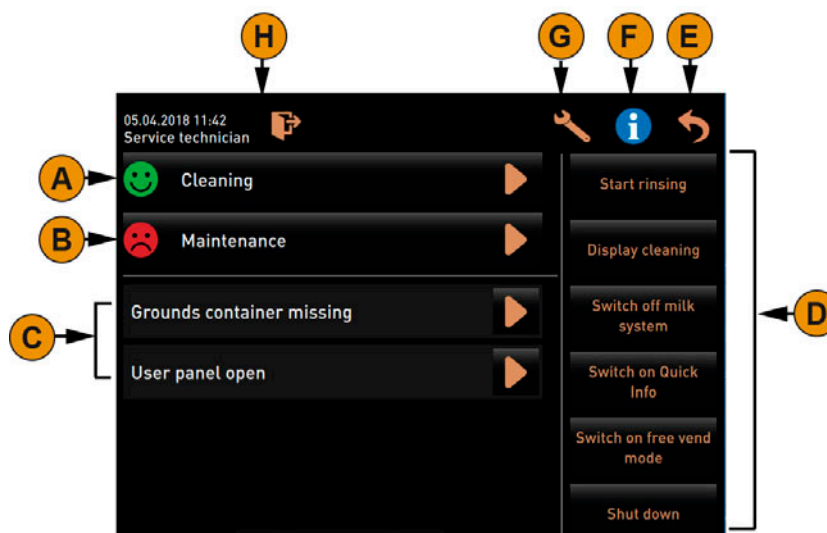 H
G
F
E
05.04.2018 11:42
Service technician
A
Cleaning
B
Maintenance
C
Grounds container missing
User panel open
Start rinsing
Display cleaning
Switch off milk
system
Switch on Quick
Info
Switch on free vend
mode
Shut down
D